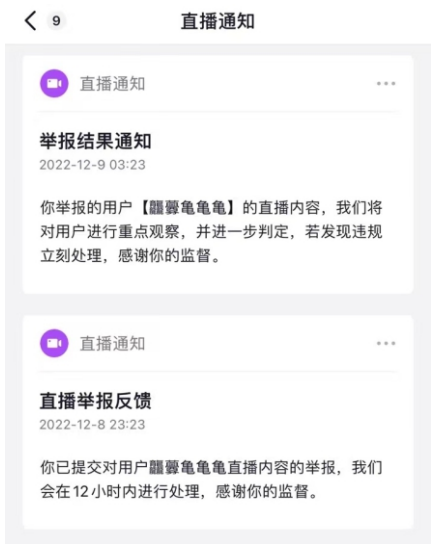 9
直播通知
直播通知
举报结果通知
2022-12-9 03:23
你举报的用户【龘龑龟龟龟】的直播内容，我们将
对用户进行重点观察，并进一步判定，若发现违规
立刻处理，感谢你的监督。
直播通知
直播举报反馈
2022-12-8 23:23
你已提交对用户龘龑龟龟龟直播内容的举报，我们
会在12小时内进行处理，感谢你的监督。